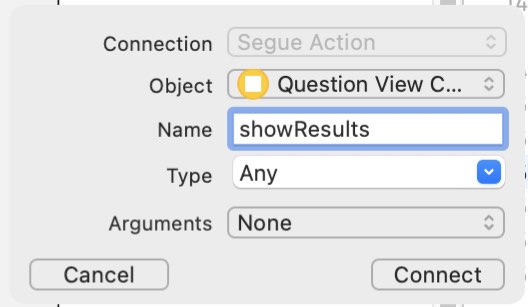 Connection Segue Action
Object Question View C...
Name showResults
Type Any
Arguments None
Cancel Connect